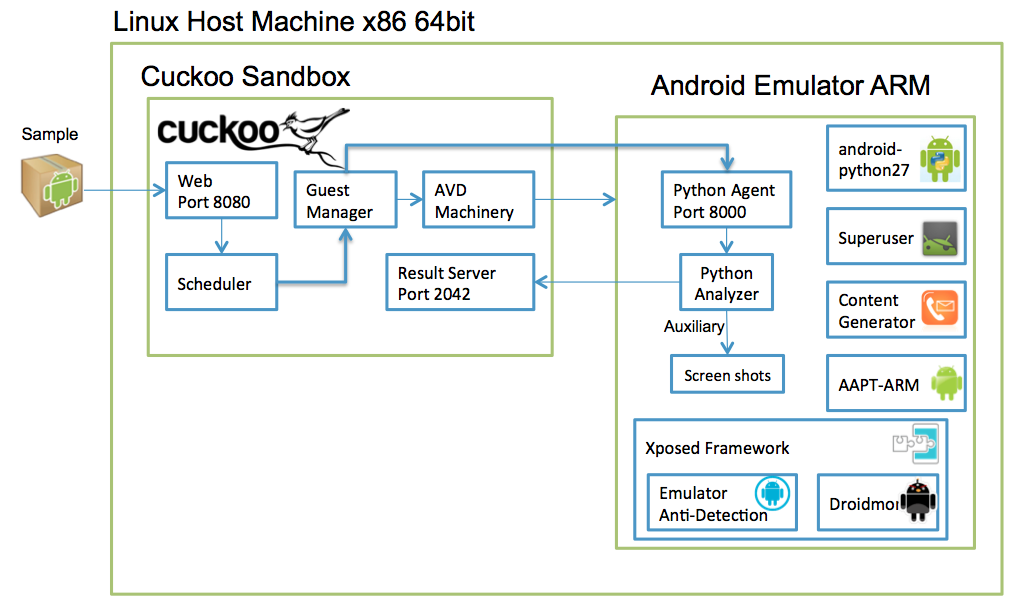 Linux Host Machine x86 64bit
Cuckoo Sandbox
Android Emulator ARM
Sample
cuckoo
Web
Port 8080
Guest
Manager
AVD
Machinery
Scheduler
Result Server
Port 2042
Python Agent
Port 8000
Python
Analyzer
Auxiliary
Screen shots
android-
python27
Superuser
Content
Generator
AAPT-ARM
Xposed Framework
Emulator
Anti-Detection